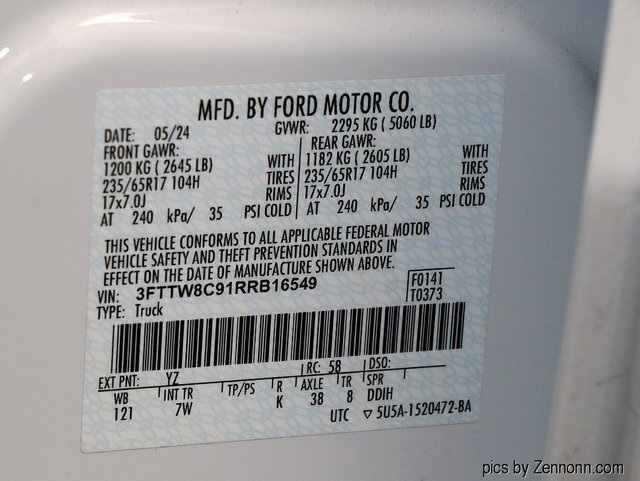 MFD. BY FORD MOTOR CO.
DATE: 05/24 GVWR: 2295 KG ( 5060 LB)
FRONT GAWR: REAR GAWR:
1200 KG ( 2645 LB) WITH 1182 KG ( 2605 LB) WITH
235/65R17 104H TIRES 235/65R17 104H TIRES
17x7.0J RIMS 17x7.0J RIMS
AT 240 kPa/ 35 PSI COLD AT 240 kPa/ 35 PSI COLD
THIS VEHICLE CONFORMS TO ALL APPLICABLE FEDERAL MOTOR
VEHICLE SAFETY AND THEFT PREVENTION STANDARDS IN
EFFECT ON THE DATE OF MANUFACTURE SHOWN ABOVE.
VIN: 3FTTW8C91RRB16549 F0141
TYPE: Truck T0373
EXT PNT: YZ RC: 58 DSO:
WB INT TR TP/PS R AXLE TR SPR
121 7W K 38 8 DDIH
UTC ▽5U5A-1520472-BA
pics by Zennonn.com